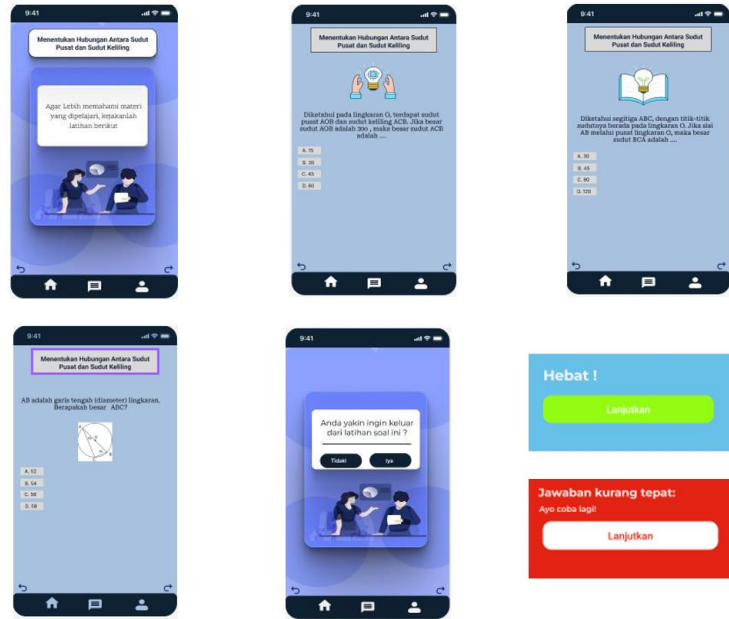 9:41
Menentukan Hubungan Antara Sudut
Pusat dan Sudut Keliling
Agar Lebih memahami materi
yang dipelajari, kejakanlah
latihan berikut
9:41
Menentukan Hubungan Antara Sudut
Pusat dan Sudut Keliling
Diketahui pada lingkaran O, terdapat sudut
pusat AOB dan sudut keliling ACB. Jika besar
sudut AOB adalah 30o , maka besar sudut ACB
adalah ....
A. 15
B. 30
C. 45
D. 60
9:41
Menentukan Hubungan Antara Sudut
Pusat dan Sudut Keliling
Diketahui segitiga ABC, dengan titik-titik
sudutnya berada pada lingkaran O. Jika sisi
AB melalui pusat lingkaran O, maka besar
sudut BCA adalah ....
A. 30
B. 45
C. 60
D. 120
9:41
Menentukan Hubungan Antara Sudut
Pusat dan Sudut Keliling
AB adalah garis tengah (diameter) lingkaran.
Berapakah besar ABC?
A. 52
B. 54
C. 56
D. 58
9:41
Anda yakin ingin keluar
dari latihan soal ini ?
Tidak
Iya
Hebat !
Lanjutkan
Jawaban kurang tepat:
Ayo coba lagi!
Lanjutkan